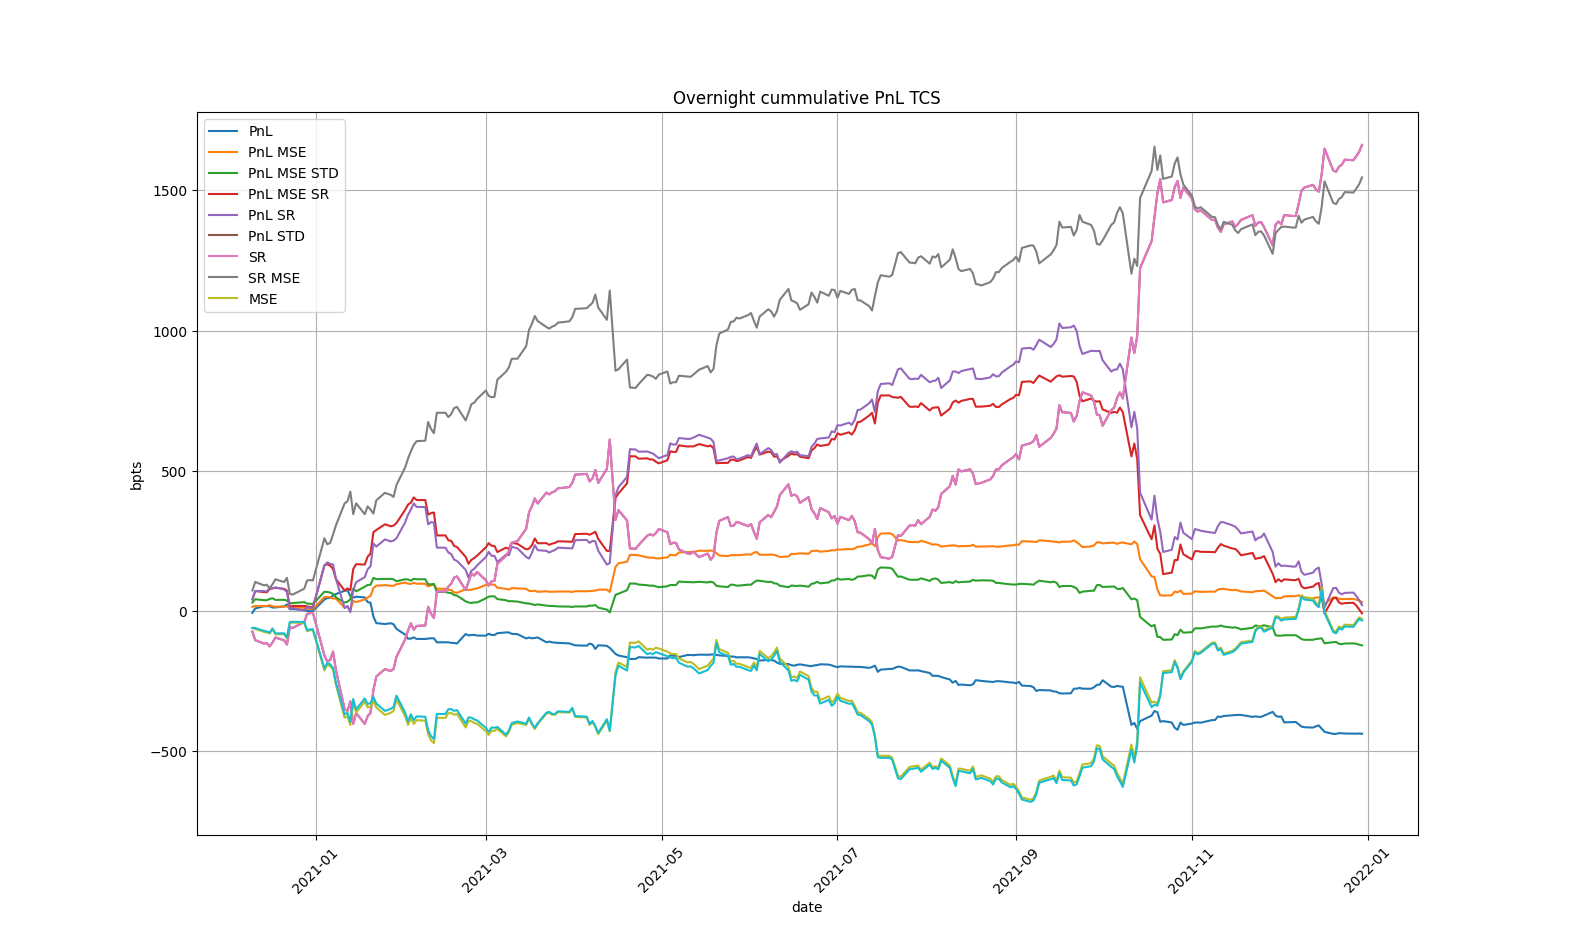 Overnight cummulative PnL TCS
PnL
PnL MSE
PnL MSE STD
PnL MSE SR
PnL SR
PnL STD
SR
SR MSE
MSE
1500
1000
500
0
−500
bpts
2021-01
2021-03
2021-05
2021-07
2021-09
2021-11
2022-01
date